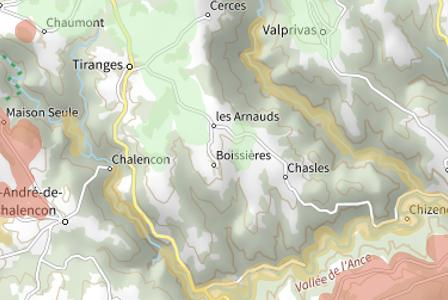 Cerces
Chaumont
Valprivas
Tiranges
Maison Seule
les Arnauds
Chalencon
Boissières
Chasles
-André-de-
halencon
Chizen
Vallée de l'Ance